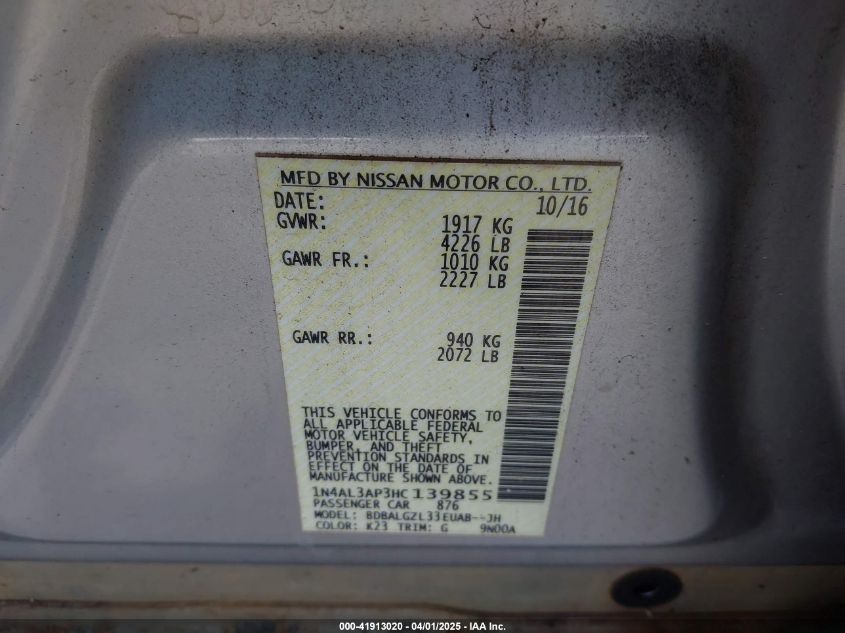 MFD BY NISSAN MOTOR CO., LTD.
DATE: 10/16
GVWR: 1917 KG
4226 LB
GAWR FR.: 1010 KG
2227 LB
GAWR RR.: 940 KG
2072 LB
THIS VEHICLE CONFORMS TO
ALL APPLICABLE FEDERAL
MOTOR VEHICLE SAFETY,
BUMPER, AND THEFT
PREVENTION STANDARDS IN
EFFECT ON THE DATE OF
MANUFACTURE SHOWN ABOVE.
1N4AL3AP3HC139855
PASSENGER CAR 876
MODEL: BDBALGZL33EUAB--JH
COLOR: K23 TRIM: G 9N00A
000-41913020 - 04/01/2025 - IAA Inc.